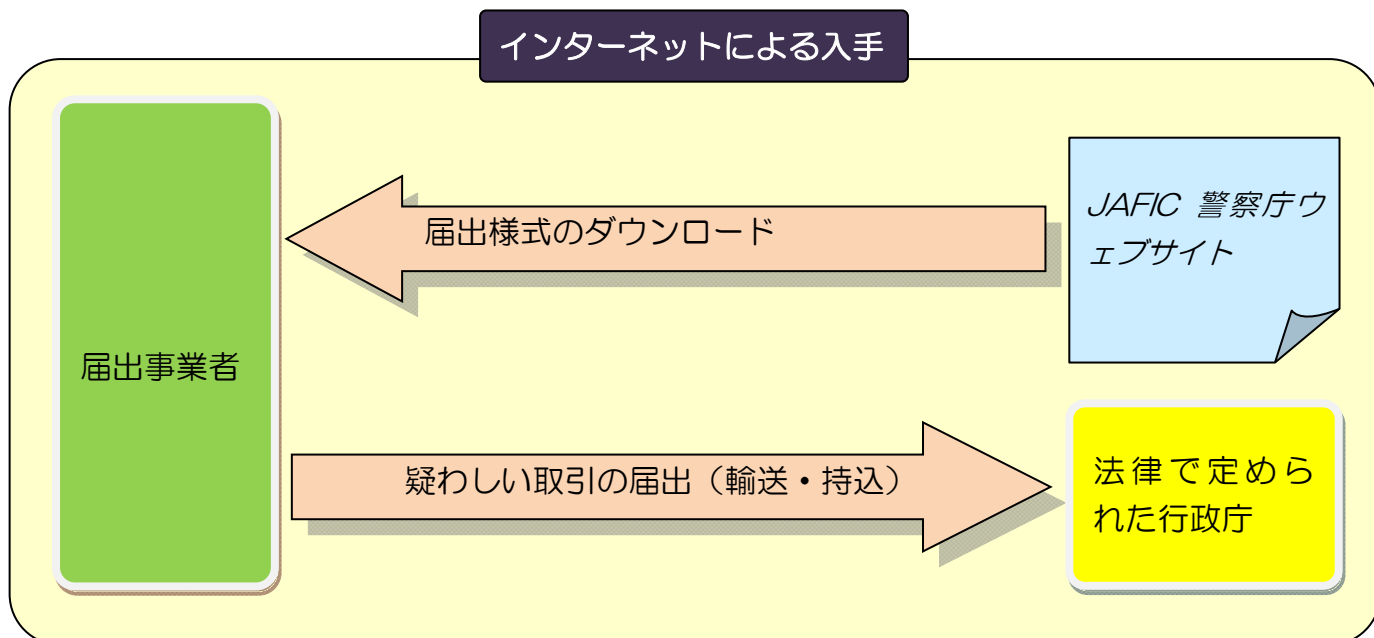 インターネットによる入手
届出様式のダウンロード
JAFIC 警察庁ウ
ェブサイト
届出事業者
疑わしい取引の届出（輸送・持込）
法律で定めら
れた行政庁